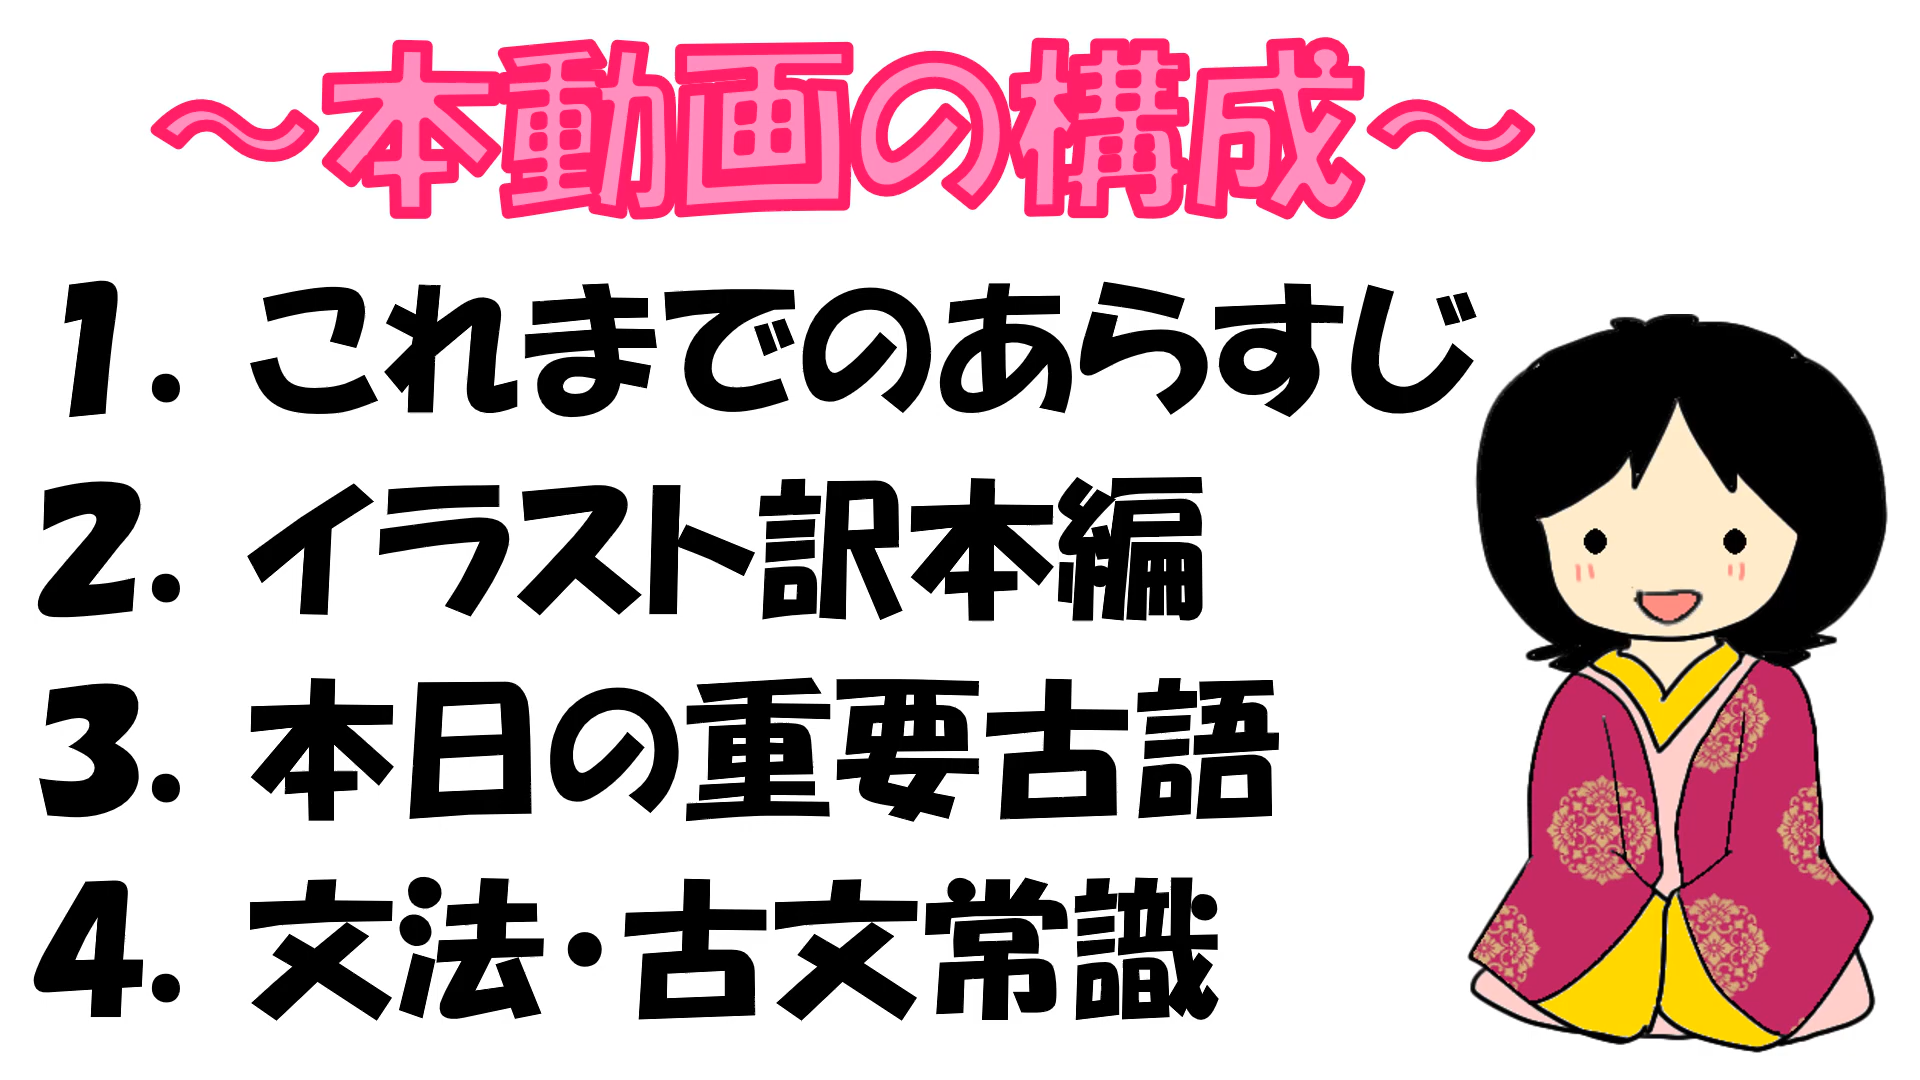 ～本動画の構成～
1. これまでのあらすじ
2. イラスト訳本編
3. 本日の重要古語
4. 文法・古文常識